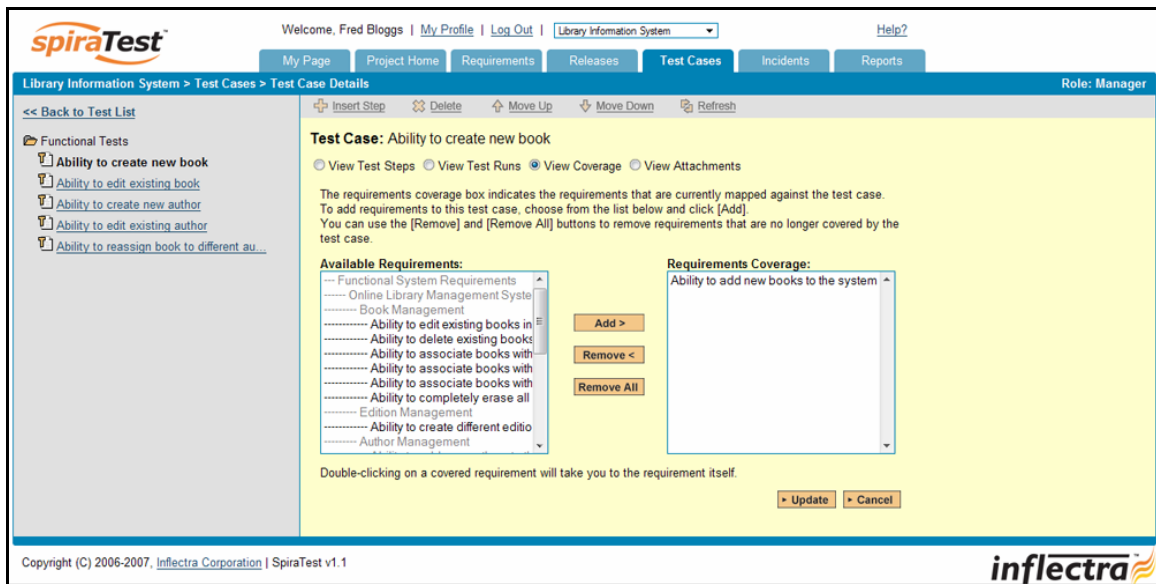 spiraTest
Welcome, Fred Bloggs | My Profile | Log Out | Library Information System Help?
My Page Project Home Requirements Releases Test Cases Incidents Reports
Library Information System > Test Cases > Test Case Details Role: Manager
<< Back to Test List
Functional Tests
Ability to create new book
Ability to edit existing book
Ability to create new author
Ability to edit existing author
Ability to reassign book to different au...
Insert Step Delete Move Up Move Down Refresh
Test Case: Ability to create new book
View Test Steps View Test Runs View Coverage View Attachments
The requirements coverage box indicates the requirements that are currently mapped against the test case.
To add requirements to this test case, choose from the list below and click [Add].
You can use the [Remove] and [Remove All] buttons to remove requirements that are no longer covered by the
test case.
Available Requirements:
--- Functional System Requirements
------ Online Library Management Syste
--------- Book Management
------------ Ability to edit existing books in
------------ Ability to delete existing books
------------ Ability to associate books with
------------ Ability to associate books with
------------ Ability to associate books with
------------ Ability to completely erase all
--------- Edition Management
------------ Ability to create different editio
--------- Author Management
Add >
Remove <
Remove All
Requirements Coverage:
Ability to add new books to the system
Double-clicking on a covered requirement will take you to the requirement itself.
Update Cancel
Copyright (C) 2006-2007, Inflectra Corporation | SpiraTest v1.1
inflectra